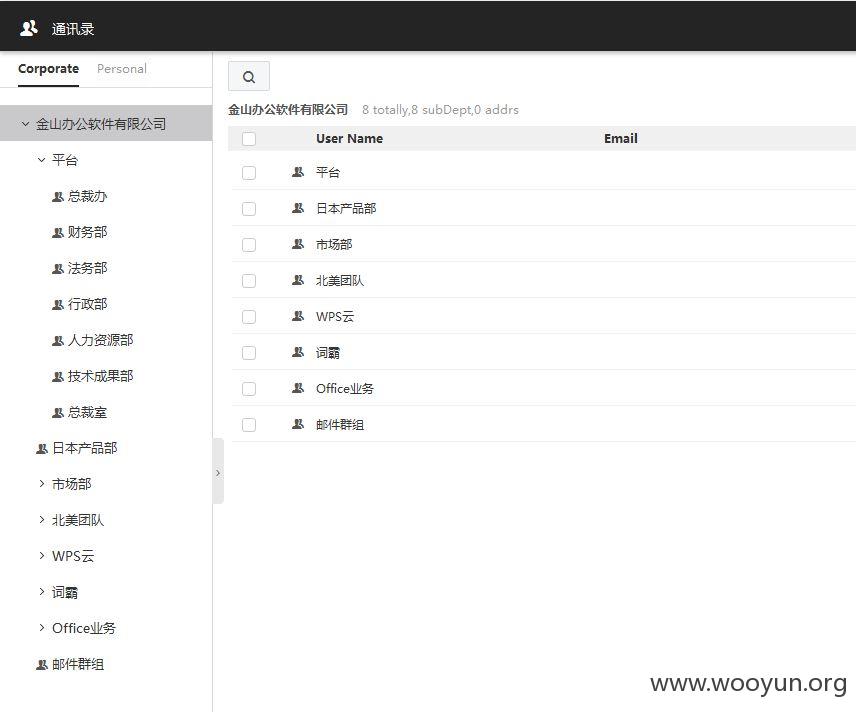 通讯录
Corporate Personal
金山办公软件有限公司
平台
总裁办
财务部
法务部
行政部
人力资源部
技术成果部
总裁室
日本产品部
市场部
北美团队
WPS云
词霸
Office业务
邮件群组
金山办公软件有限公司 8 totally,8 subDept,0 addrs
User Name Email
平台
日本产品部
市场部
北美团队
WPS云
词霸
Office业务
邮件群组
www.wooyun.org